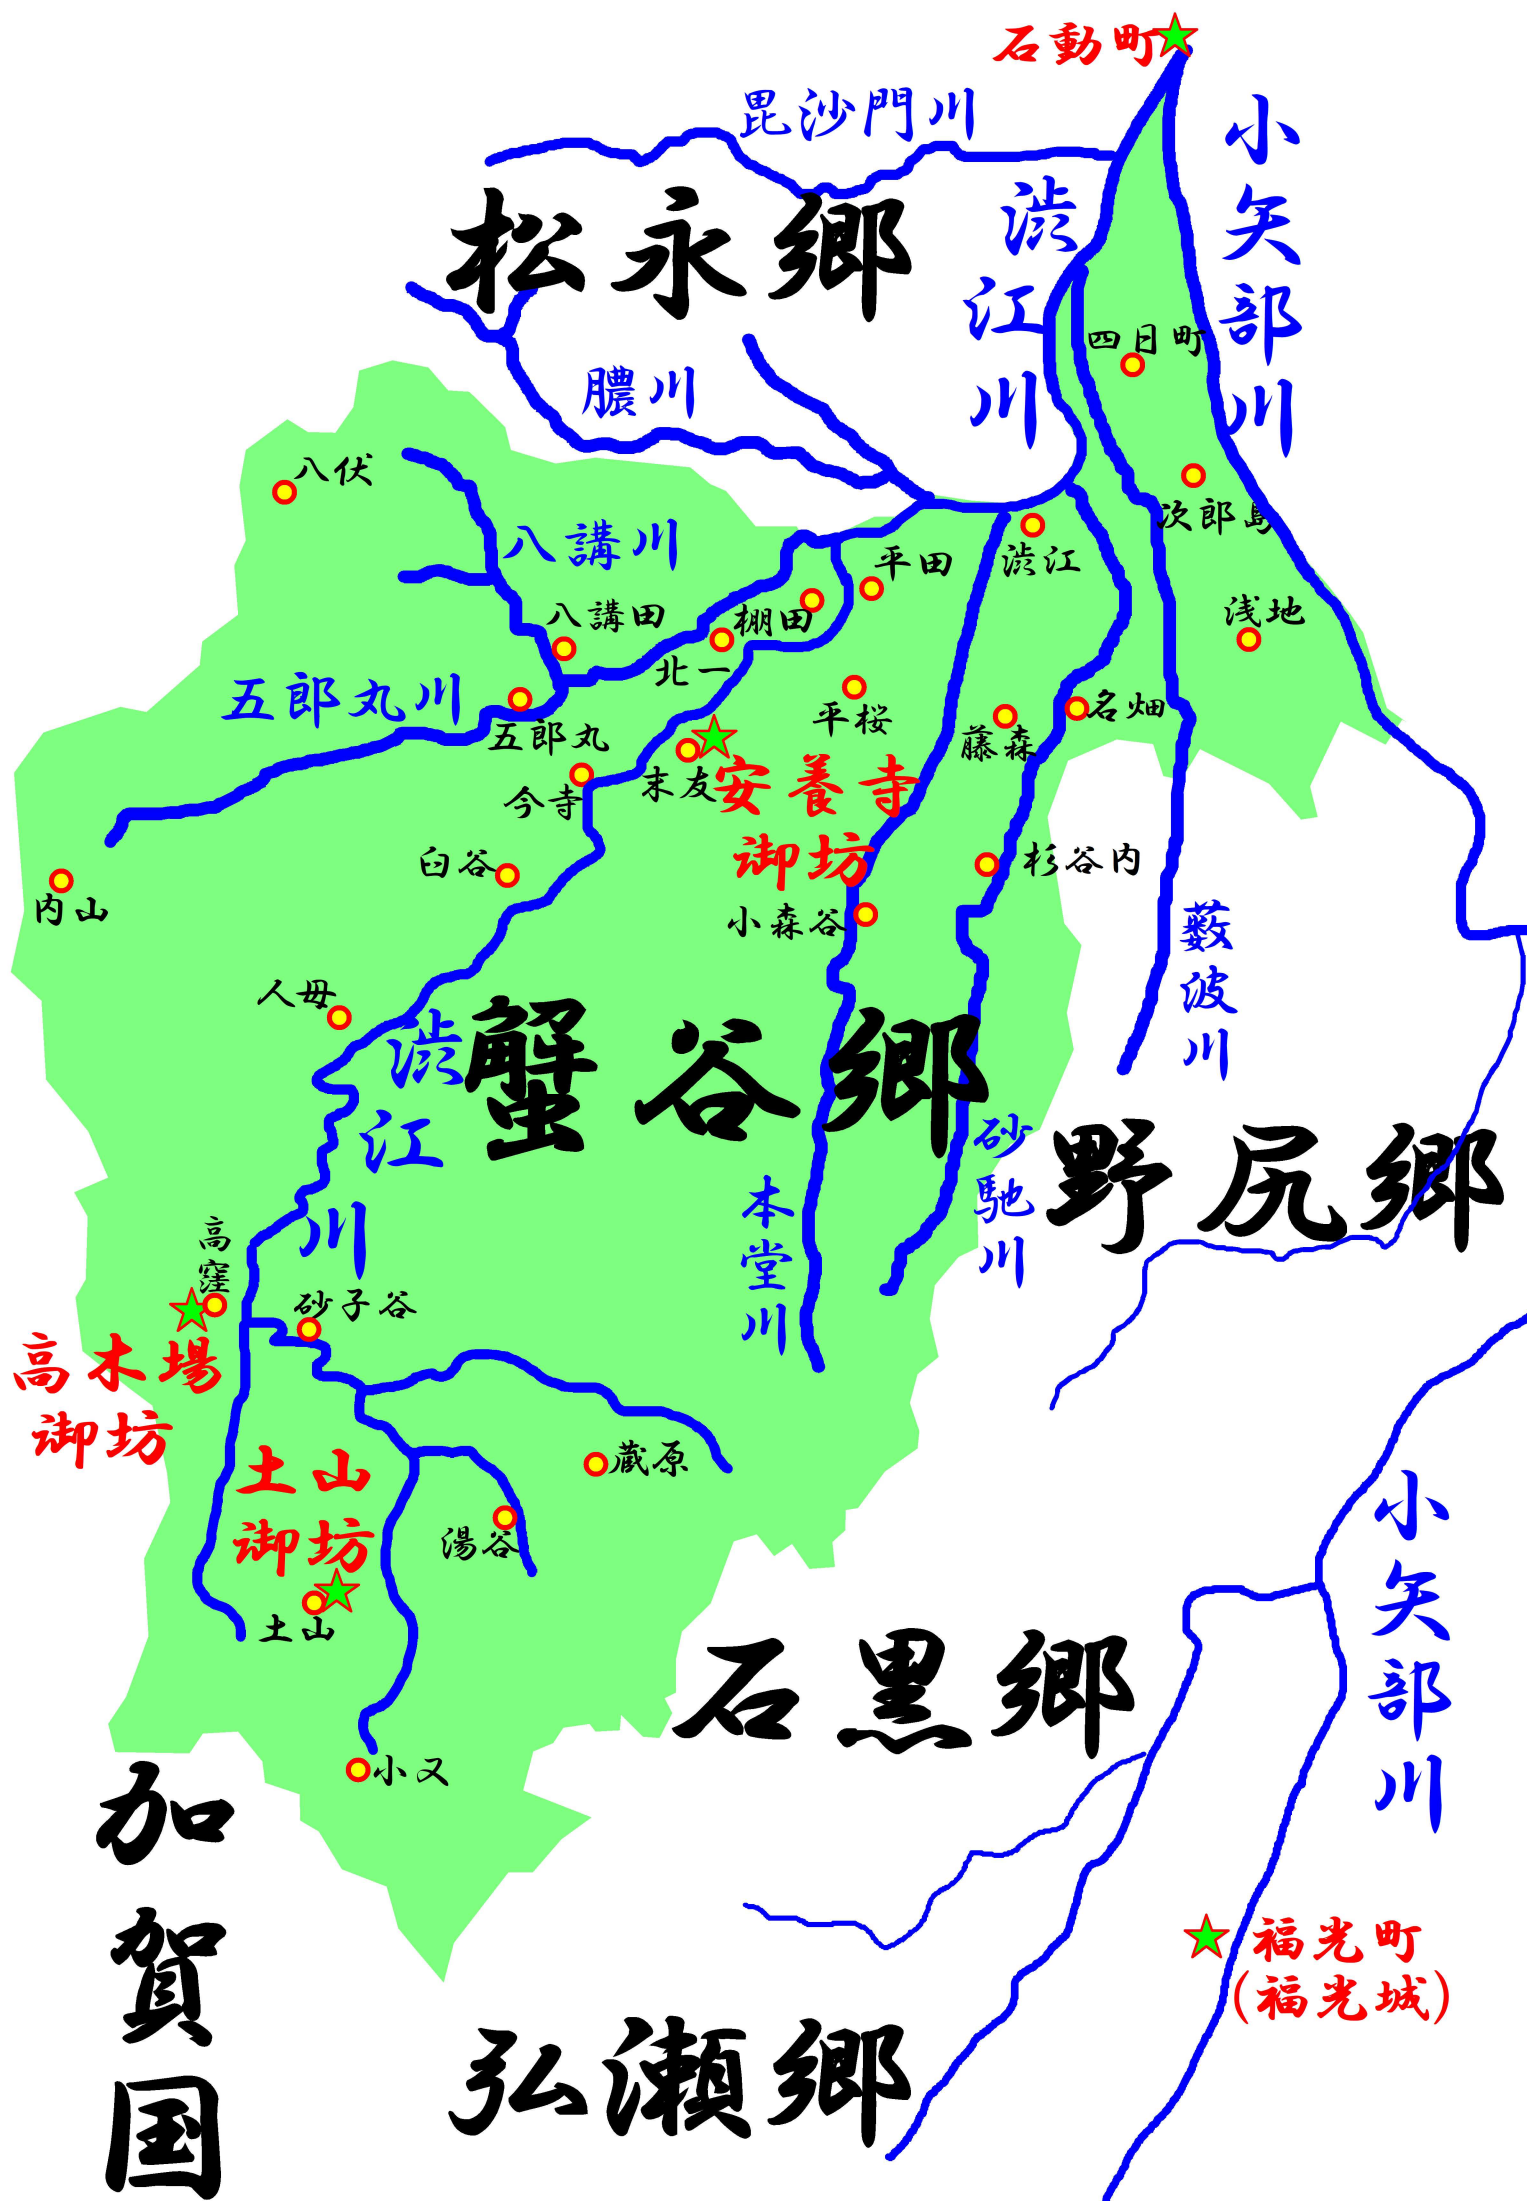 石動町
毘沙門川
小矢部川
松永郷
渋江川
四日町
膿川
八伏
次郎島
八講川
平田
渋江
八講田
棚田
浅地
北一
五郎丸川
五郎丸
平桜
名畑
藤森
末友
安養寺
御坊
今寺
臼谷
杉谷内
内山
小森谷
薮波川
人母
渋江川
蟹谷郷
砂馳川
野尻郷
本堂川
高窪
砂子谷
高木場
御坊
土山
御坊
蔵原
湯谷
小矢部川
土山
石黒郷
小又
加賀国
福光町
(福光城)
弘瀬郷